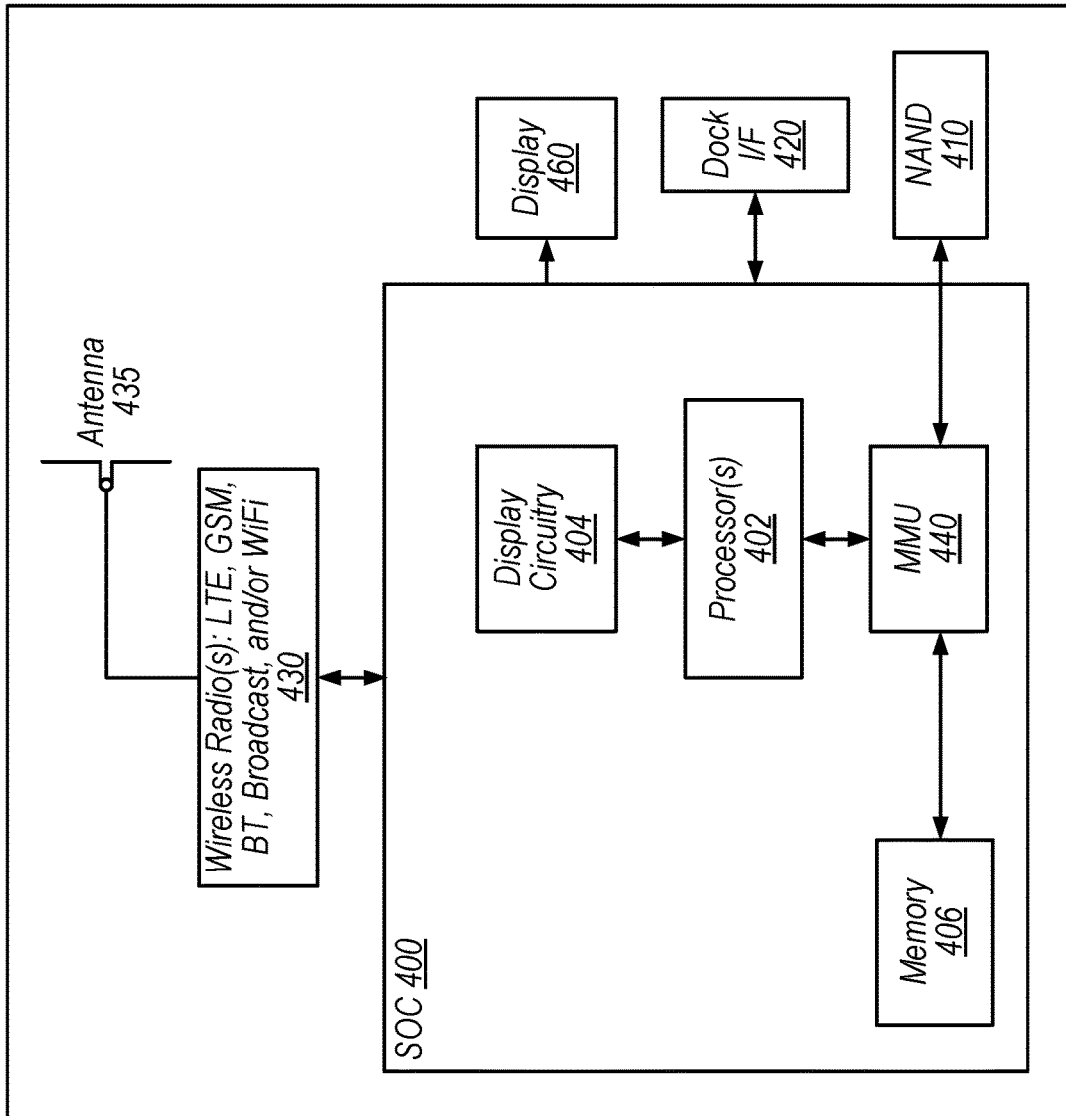 Antenna
435
Wireless Radio(s): LTE, GSM,
BT, Broadcast, and/or WiFi
430
SOC 400
Display
460
Dock
I/F
420
NAND
410
Display
Circuitry
404
Processor(s)
402
MMU
440
Memory
406